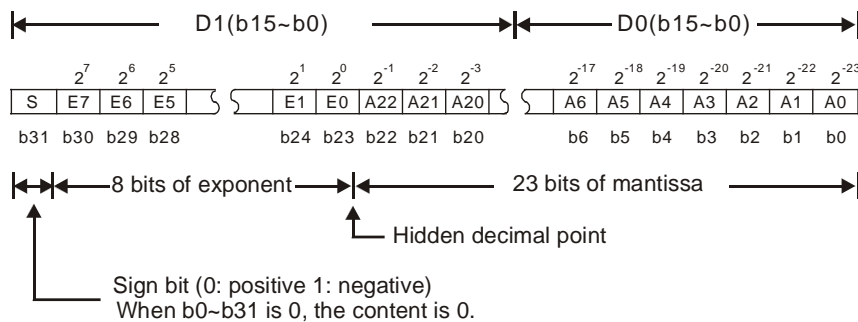 D1(b15~b0) D0(b15~b0)
2^7 2^6 2^5 2^1 2^0 2^-1 2^-2 2^-3 2^-17 2^-18 2^-19 2^-20 2^-21 2^-22 2^-23
S E7 E6 E5 E1 E0 A22 A21 A20 A6 A5 A4 A3 A2 A1 A0
b31 b30 b29 b28 b24 b23 b22 b21 b20 b6 b5 b4 b3 b2 b1 b0
8 bits of exponent 23 bits of mantissa
Hidden decimal point
Sign bit (0: positive 1: negative)
When b0~b31 is 0, the content is 0.